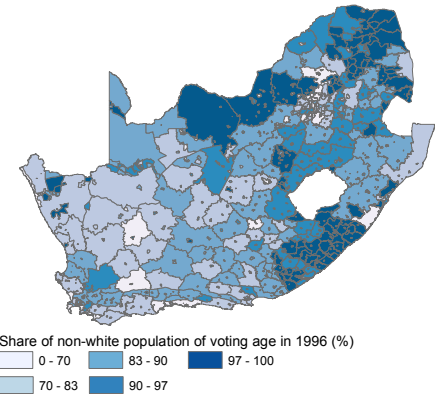 Share of non-white population of voting age in 1996 (%)
0 - 70
83 - 90
97 - 100
70 - 83
90 - 97